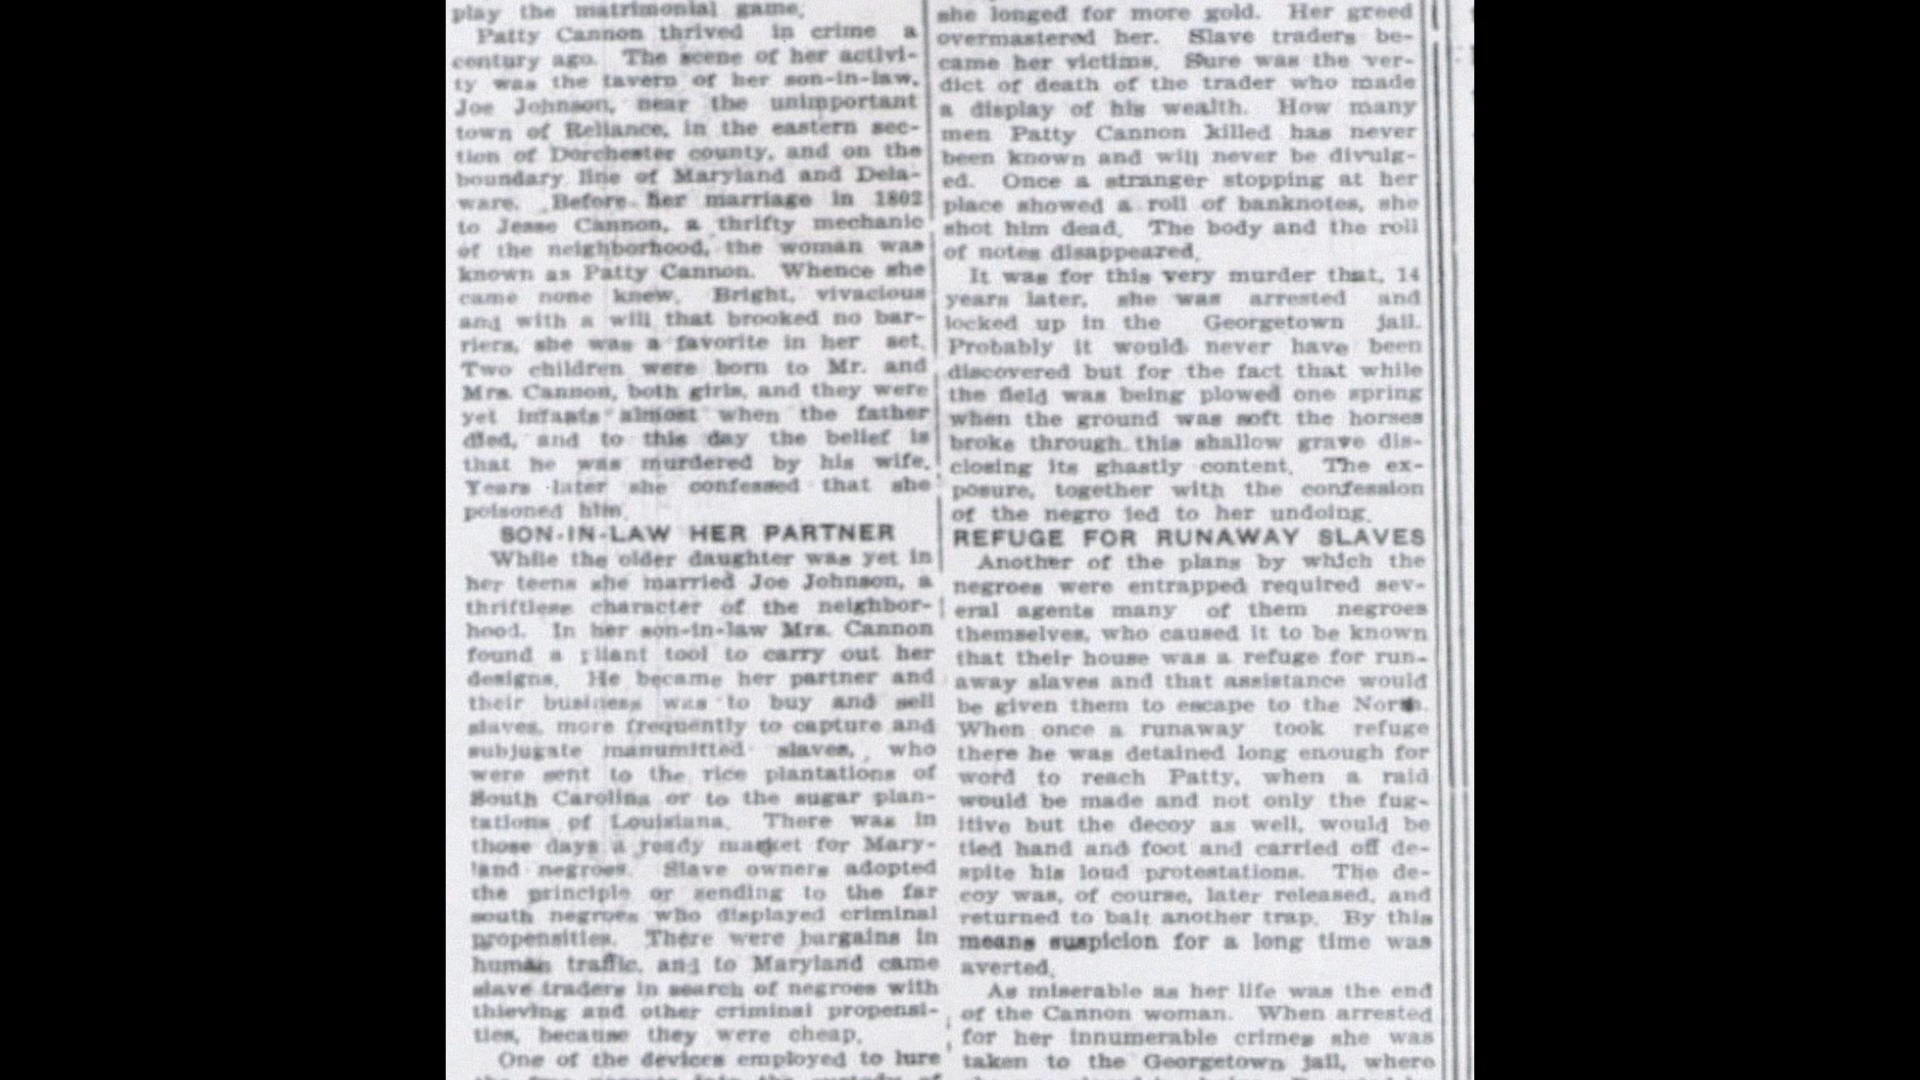 play the matrimonial game.
Patty Cannon thrived in crime a
century ago. The scene of her activi-
ty was the tavern of her son-in-law,
Joe Johnson, near the unimportant
town of Reliance, in the eastern sec-
tion of Dorchester county, and on the
boundary line of Maryland and Dela-
ware. Before her marriage in 1802
to Jesse Cannon, a thrifty mechanic
of the neighborhood, the woman was
known as Patty Cannon. Whence she
came none knew. Bright, vivacious
and with a will that brooked no bar-
riers, she was a favorite in her set.
Two children were born to Mr. and
Mrs. Cannon, both girls, and they were
yet infants almost when the father
died, and to this day the belief is
that he was murdered by his wife.
Years later she confessed that she
poisoned him.
SON-IN-LAW HER PARTNER
While the older daughter was yet in
her teens she married Joe Johnson, a
thriftless character of the neighbor-
hood. In her son-in-law Mrs. Cannon
found a pliant tool to carry out her
designs. He became her partner and
their business was to buy and sell
slaves, more frequently to capture and
subjugate manumitted slaves, who
were sent to the rice plantations of
South Carolina or to the sugar plan-
tations of Louisiana. There was in
those days a ready market for Mary-
land negroes. Slave owners adopted
the principle or sending to the far
south negroes who displayed criminal
propensities. There were bargains in
human traffic, and to Maryland came
slave traders in search of negroes with
thieving and other criminal propensi-
ties, because they were cheap.
One of the devices employed to lure
she longed for more gold. Her greed
overmastered her. Slave traders be-
came her victims. Sure was the ver-
dict of death of the trader who made
a display of his wealth. How many
men Patty Cannon killed has never
been known and will never be divulg-
ed. Once a stranger stopping at her
place showed a roll of banknotes, she
shot him dead. The body and the roll
of notes disappeared.
It was for this very murder that, 14
years later, she was arrested and
locked up in the Georgetown jail.
Probably it would never have been
discovered but for the fact that while
the field was being plowed one spring
when the ground was soft the horses
broke through this shallow grave dis-
closing its ghastly content. The ex-
posure, together with the confession
of the negro led to her undoing.
REFUGE FOR RUNAWAY SLAVES
Another of the plans by which the
negroes were entrapped required sev-
eral agents many of them negroes
themselves, who caused it to be known
that their house was a refuge for run-
away slaves and that assistance would
be given them to escape to the North.
When once a runaway took refuge
there he was detained long enough for
word to reach Patty, when a raid
would be made and not only the fug-
itive but the decoy as well, would be
tied hand and foot and carried off de-
spite his loud protestations. The de-
coy was, of course, later released, and
returned to bait another trap. By this
means suspicion for a long time was
averted.
As miserable as her life was the end
of the Cannon woman. When arrested
for her innumerable crimes she was
taken to the Georgetown jail, where